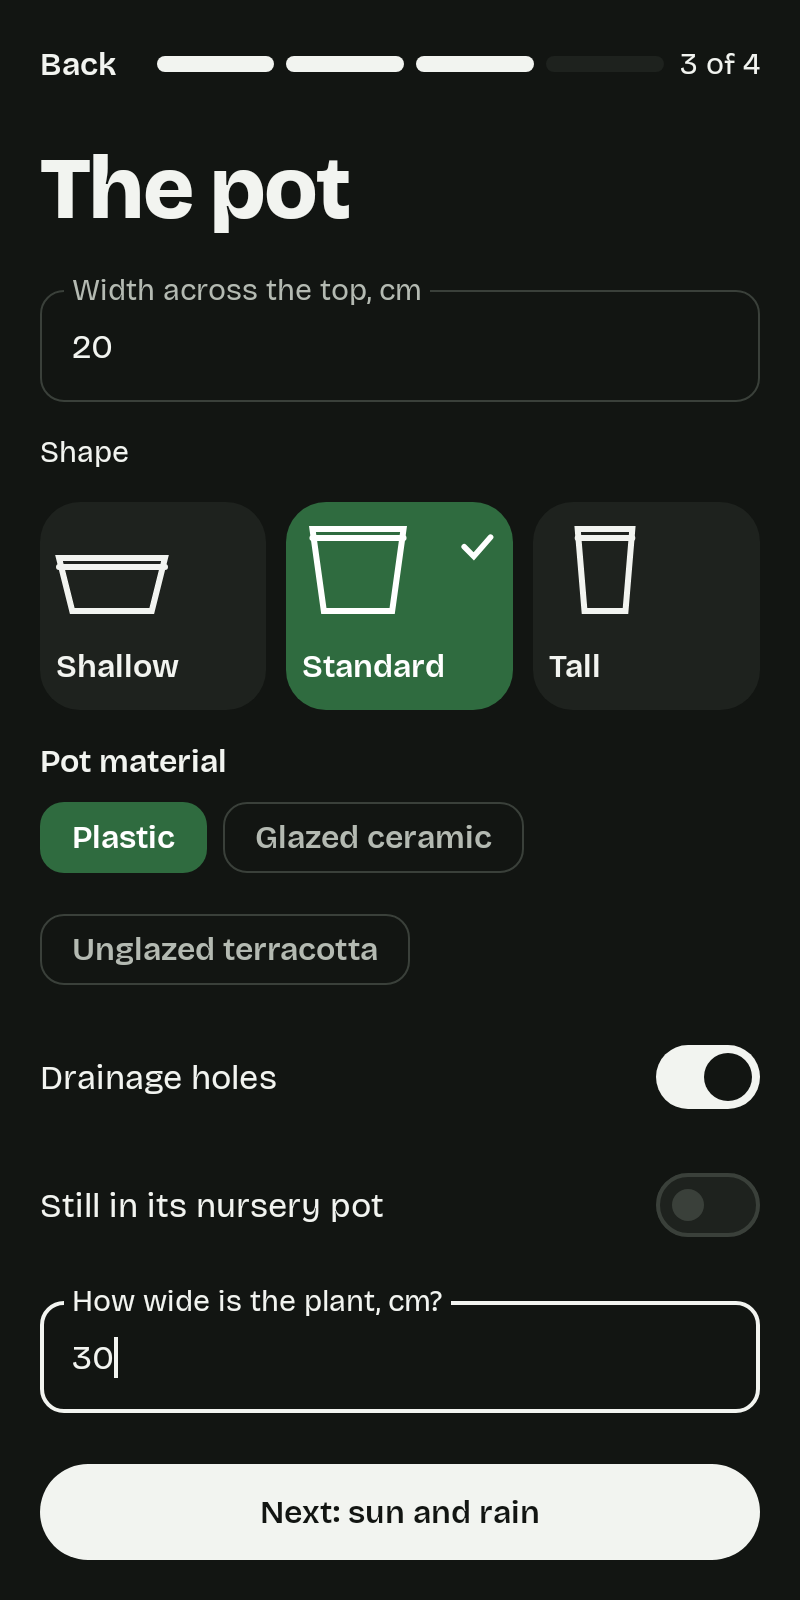 Back
3 of 4
The pot
Width across the top, cm
20
Shape
Shallow
Standard
Tall
Pot material
Plastic
Glazed ceramic
Unglazed terracotta
Drainage holes
Still in its nursery pot
How wide is the plant, cm?
30
Next: sun and rain